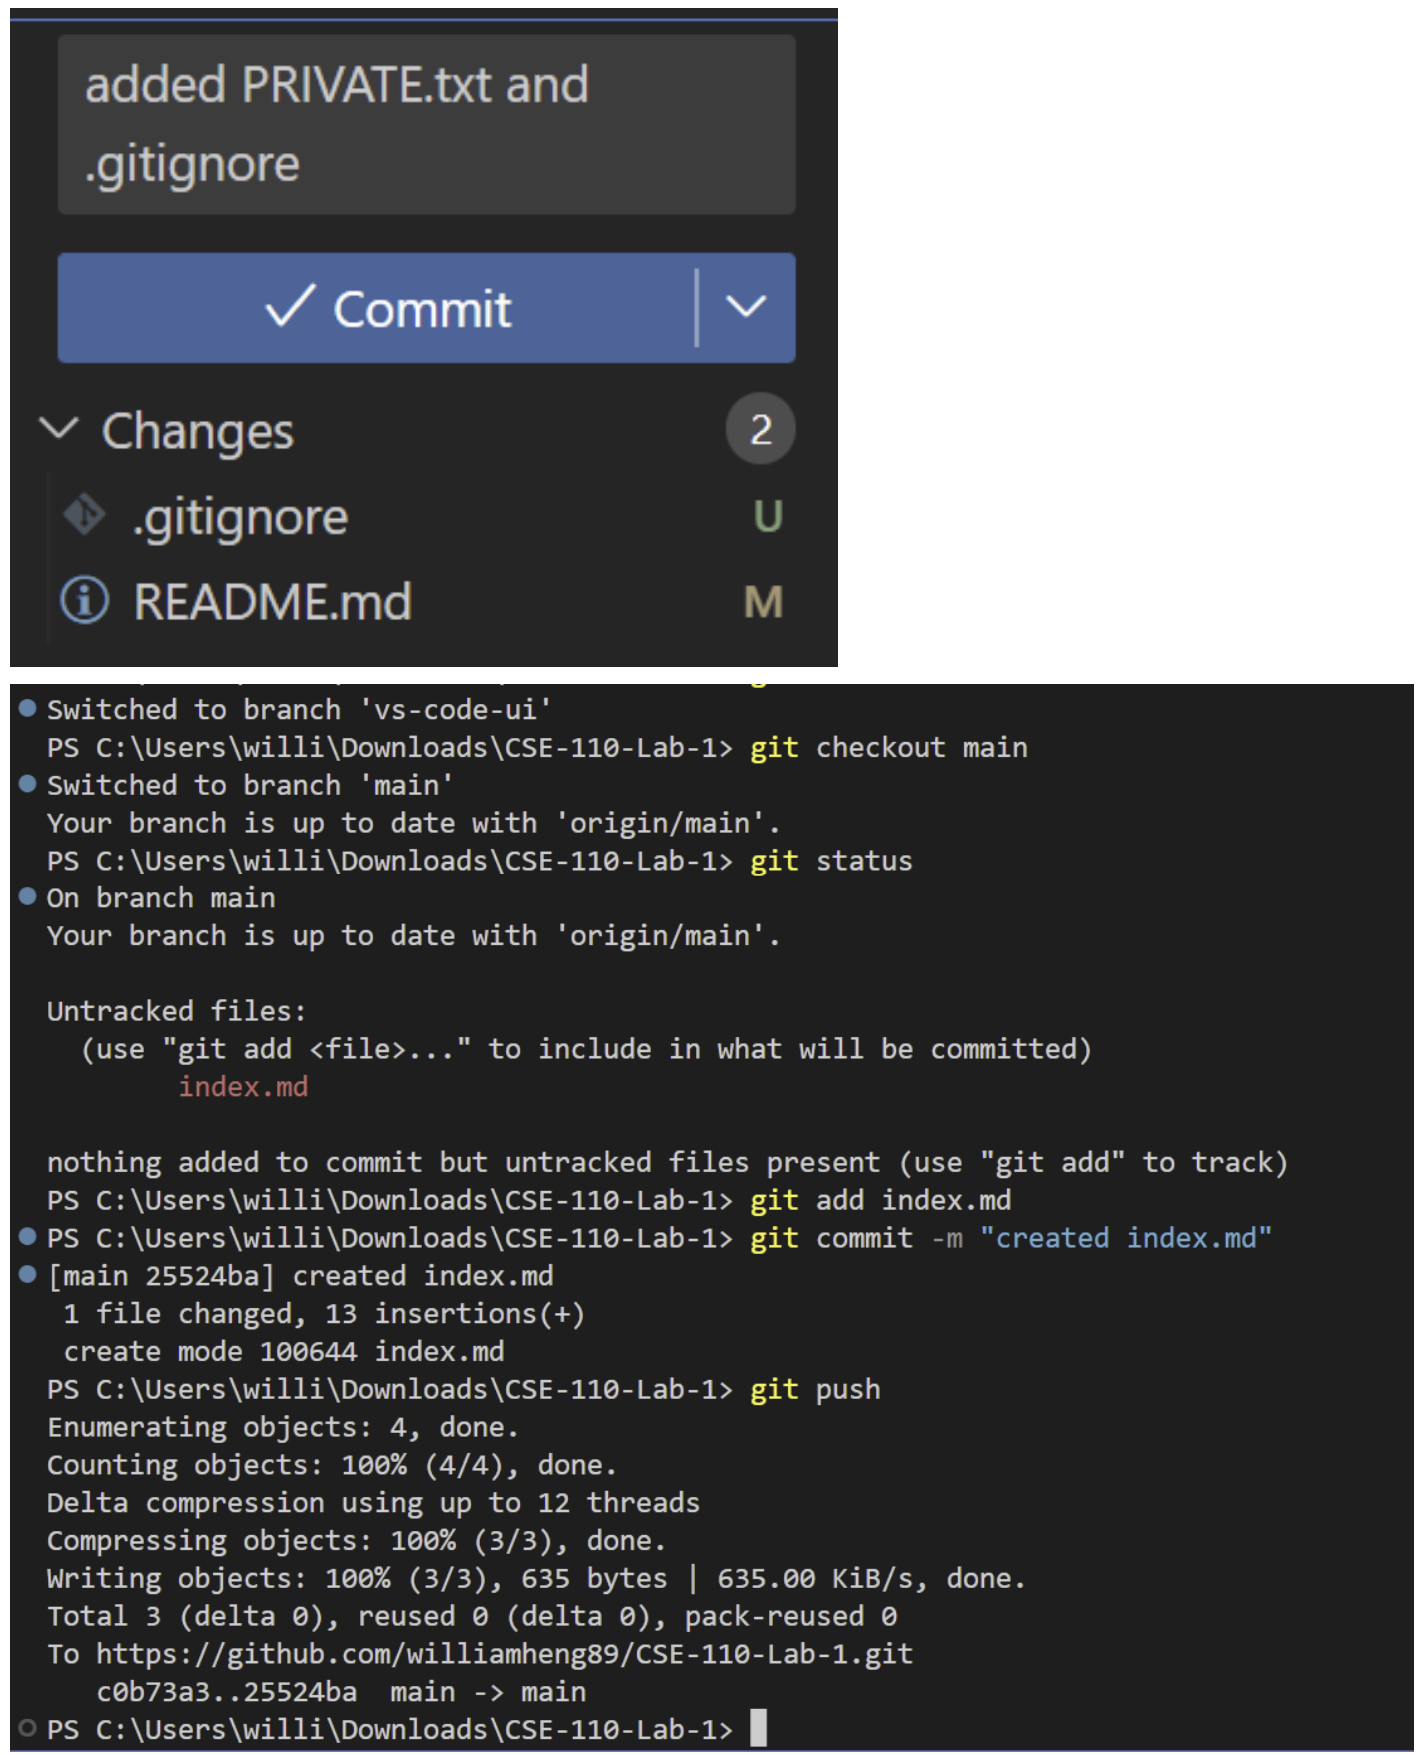 added PRIVATE.txt and
.gitignore
Commit
Changes 2
.gitignore U
README.md M
Switched to branch 'vs-code-ui'
PS C:\Users\willi\Downloads\CSE-110-Lab-1> git checkout main
Switched to branch 'main'
Your branch is up to date with 'origin/main'.
PS C:\Users\willi\Downloads\CSE-110-Lab-1> git status
On branch main
Your branch is up to date with 'origin/main'.
Untracked files:
(use "git add <file>..." to include in what will be committed)
index.md
nothing added to commit but untracked files present (use "git add" to track)
PS C:\Users\willi\Downloads\CSE-110-Lab-1> git add index.md
PS C:\Users\willi\Downloads\CSE-110-Lab-1> git commit -m "created index.md"
[main 25524ba] created index.md
1 file changed, 13 insertions(+)
create mode 100644 index.md
PS C:\Users\willi\Downloads\CSE-110-Lab-1> git push
Enumerating objects: 4, done.
Counting objects: 100% (4/4), done.
Delta compression using up to 12 threads
Compressing objects: 100% (3/3), done.
Writing objects: 100% (3/3), 635 bytes | 635.00 KiB/s, done.
Total 3 (delta 0), reused 0 (delta 0), pack-reused 0
To https://github.com/williamheng89/CSE-110-Lab-1.git
c0b73a3..25524ba  main -> main
PS C:\Users\willi\Downloads\CSE-110-Lab-1>